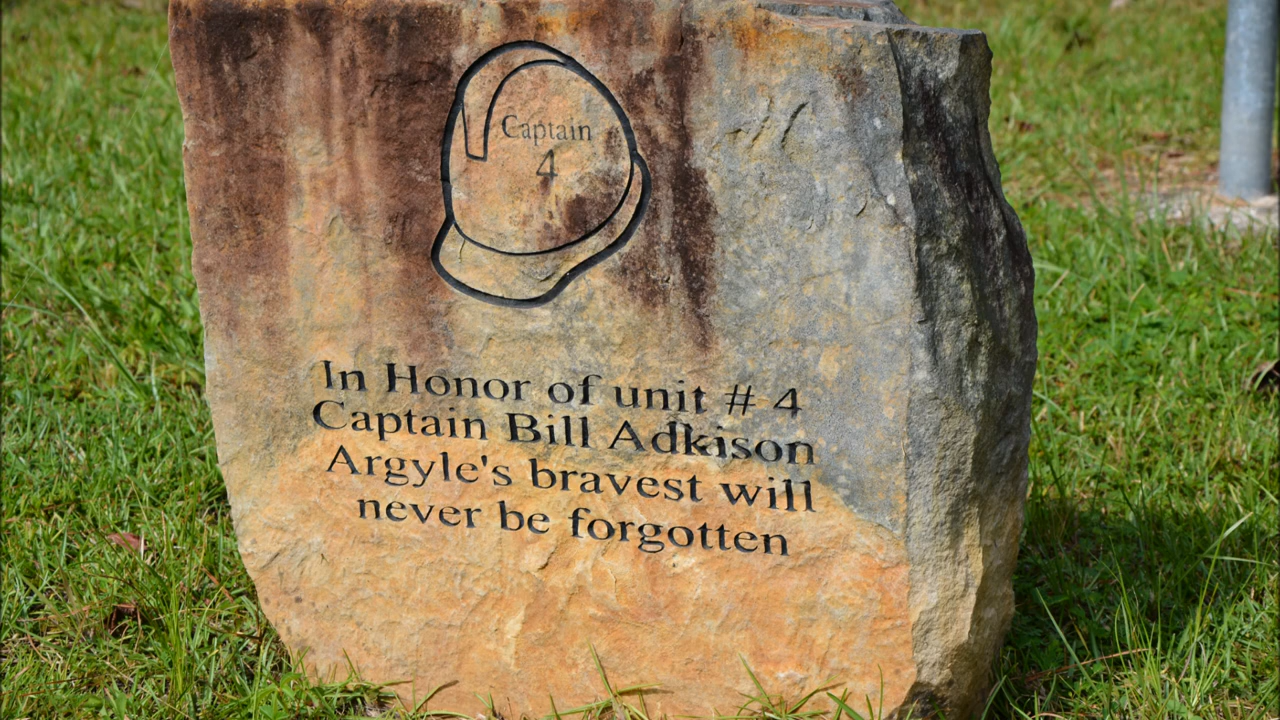 Captain
4
In Honor of unit # 4
Captain Bill Adkison
Argyle's bravest will
never be forgotten